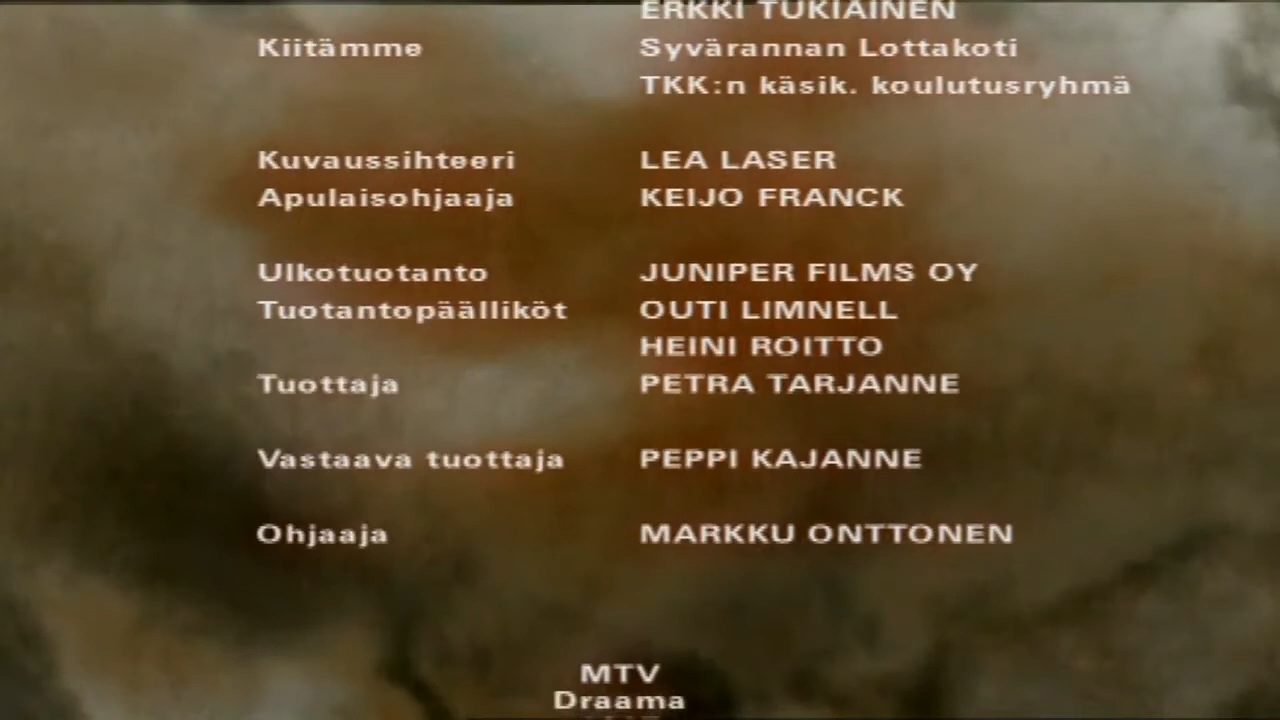 ERKKI TUKIAINEN
Kiitämme Syvärannan Lottakoti
TKK:n käsik. koulutusryhmä
Kuvaussihteeri LEA LASER
Apulaisohjaaja KEIJO FRANCK
Ulkotuotanto JUNIPER FILMS OY
Tuotantopäälliköt OUTI LIMNELL
HEINI ROITTO
Tuottaja PETRA TARJANNE
Vastaava tuottaja PEPPI KAJANNE
Ohjaaja MARKKU ONTTONEN
MTV
Draama